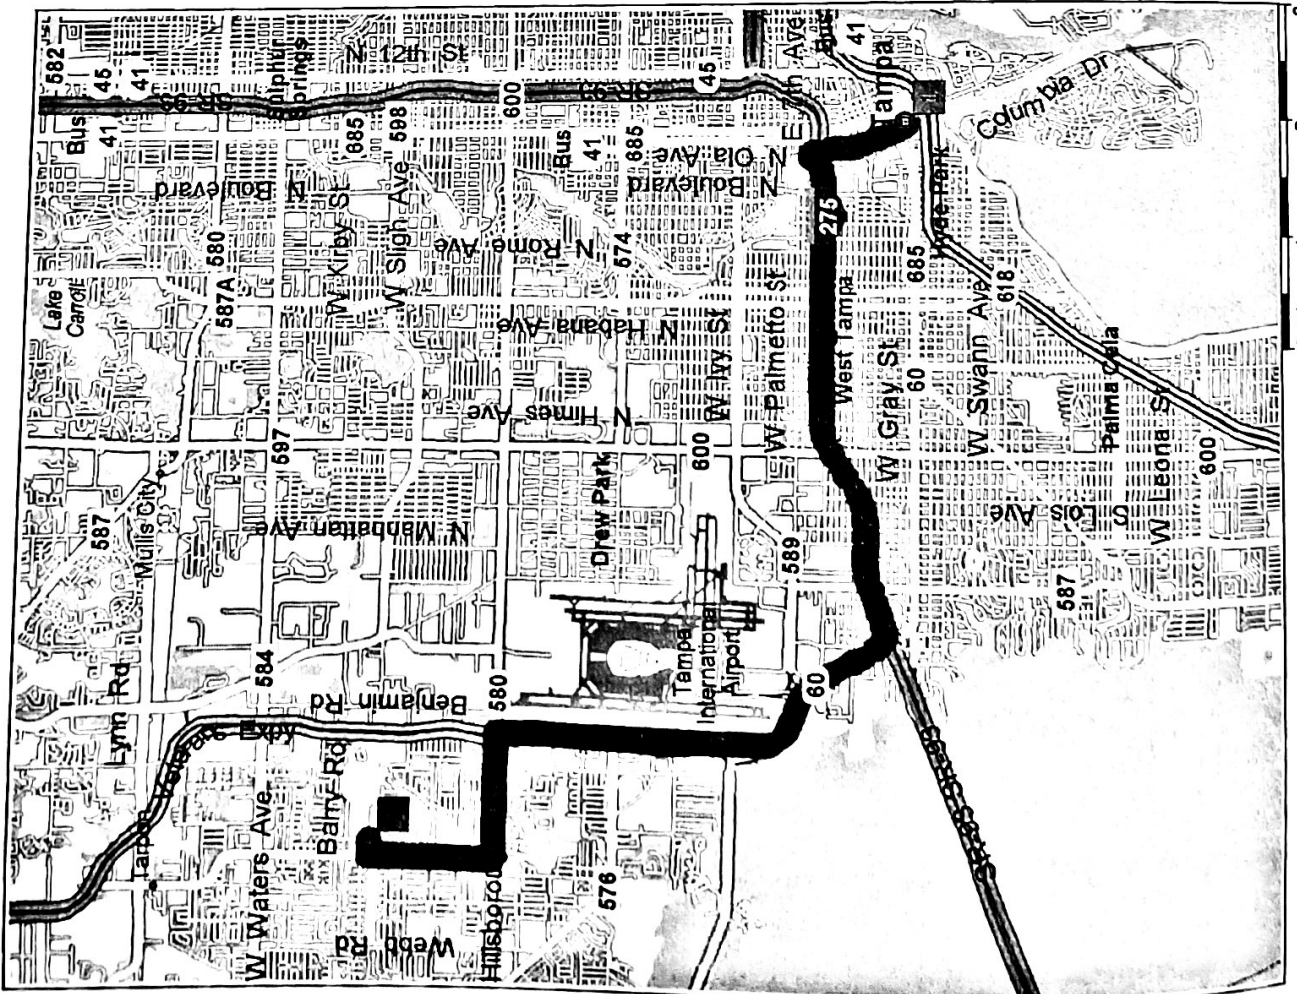 582
45
41
Bus
41
N 12th St
SR-93
Sulphur
Springs
685
598
600
Bus
41
685
SR-93
45
E 7th Ave
Bus
41
Tampa
Columbia Dr
N Boulevard
N Ola Ave
N Boulevard
275
Hyde Park
580
W Kirby St
W Sligh Ave
N Rome Ave
574
685
618
Lake
Carroll
587A
N Habana Ave
W Ivy St
W Palmetto St
West Tampa
W Gray St
60
W Swann Ave
Palma Ceia
N Himes Ave
597
600
W Leona St
600
587
Mullis City
N Manhattan Ave
Drew Park
589
S Lois Ave
587
Lynn Rd
584
Benjamin Rd
580
Tampa
International
Airport
60
Veterans Expy
Bahry Rd
Tarpon
W Waters Ave
Webb Rd
Hillsborou
576